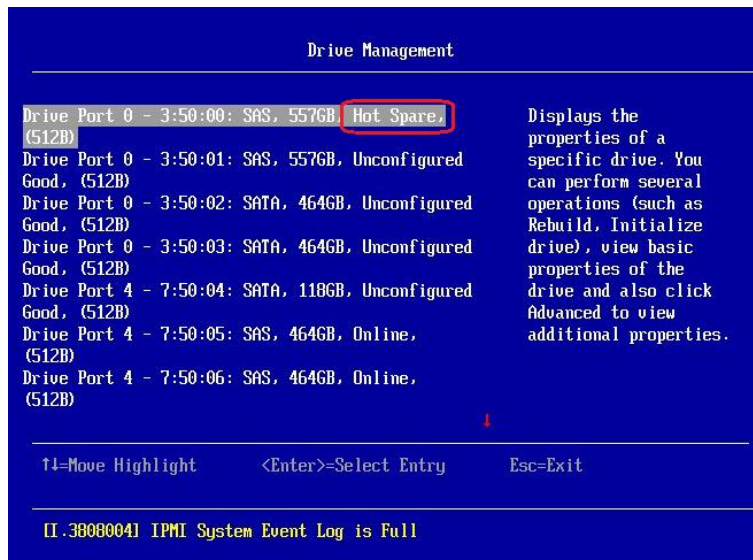 Drive Management
Drive Port 0 - 3:50:00: SAS, 557GB, Hot Spare,
(512B)
Drive Port 0 - 3:50:01: SAS, 557GB, Unconfigured
Good, (512B)
Drive Port 0 - 3:50:02: SATA, 464GB, Unconfigured
Good, (512B)
Drive Port 0 - 3:50:03: SATA, 464GB, Unconfigured
Good, (512B)
Drive Port 4 - 7:50:04: SATA, 118GB, Unconfigured
Good, (512B)
Drive Port 4 - 7:50:05: SAS, 464GB, Online,
(512B)
Drive Port 4 - 7:50:06: SAS, 464GB, Online,
(512B)
Displays the
properties of a
specific drive. You
can perform several
operations (such as
Rebuild, Initialize
drive), view basic
properties of the
drive and also click
Advanced to view
additional properties.
↓
↑↓=Move Highlight <Enter>=Select Entry Esc=Exit
[I.3808004] IPMI System Event Log is Full